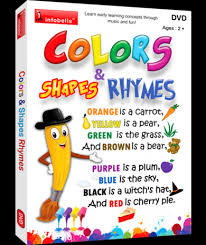 infobells
Learn early learning concepts through
music and fun!
DVD
Ages : 2 +
COLORS
&
SHAPES RHYMES
ORANGE is a carrot,
YELLOW is a pear,
GREEN is the grass,
And BROWN is a bear.
PURPLE is a plum,
BLUE is the sky,
BLACK is a witch's hat,
And RED is cherry pie.
Colors & Shapes Rhymes
DVD